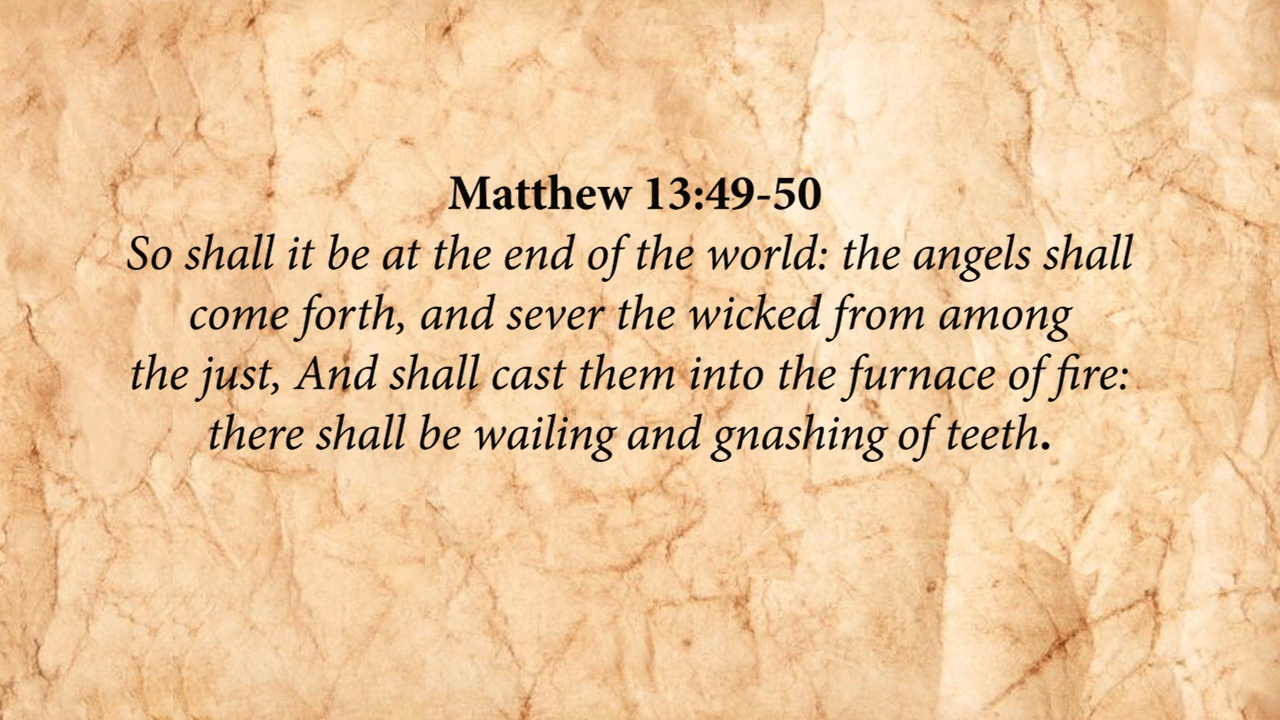 Matthew 13:49-50
So shall it be at the end of the world: the angels shall
come forth, and sever the wicked from among
the just, And shall cast them into the furnace of fire:
there shall be wailing and gnashing of teeth.